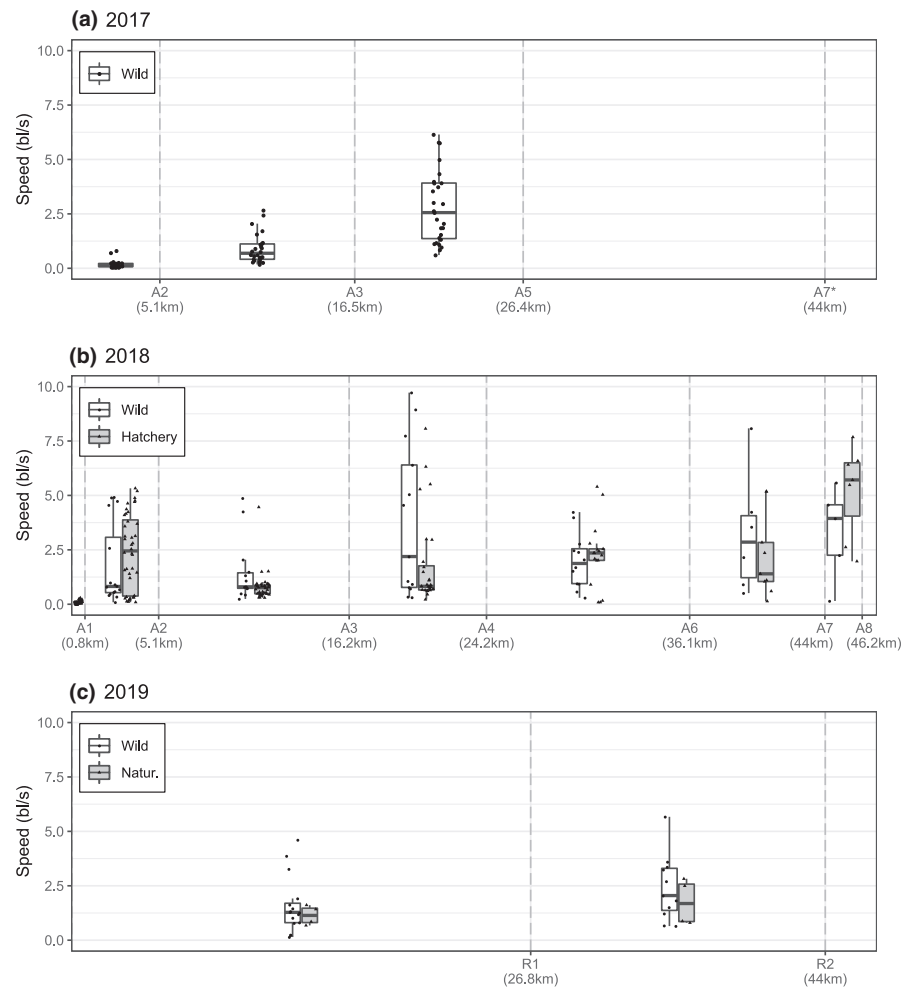 (a) 2017
10.0
7.5
5.0
2.5
0.0
Speed (bl/s)
Wild
A2
(5.1km)
A3
(16.5km)
A5
(26.4km)
A7*
(44km)
(b) 2018
10.0
7.5
5.0
2.5
0.0
Speed (bl/s)
Wild
Hatchery
A1
(0.8km)
A2
(5.1km)
A3
(16.2km)
A4
(24.2km)
A6
(36.1km)
A7
(44km)
A8
(46.2km)
(c) 2019
10.0
7.5
5.0
2.5
0.0
Speed (bl/s)
Wild
Natur.
R1
(26.8km)
R2
(44km)